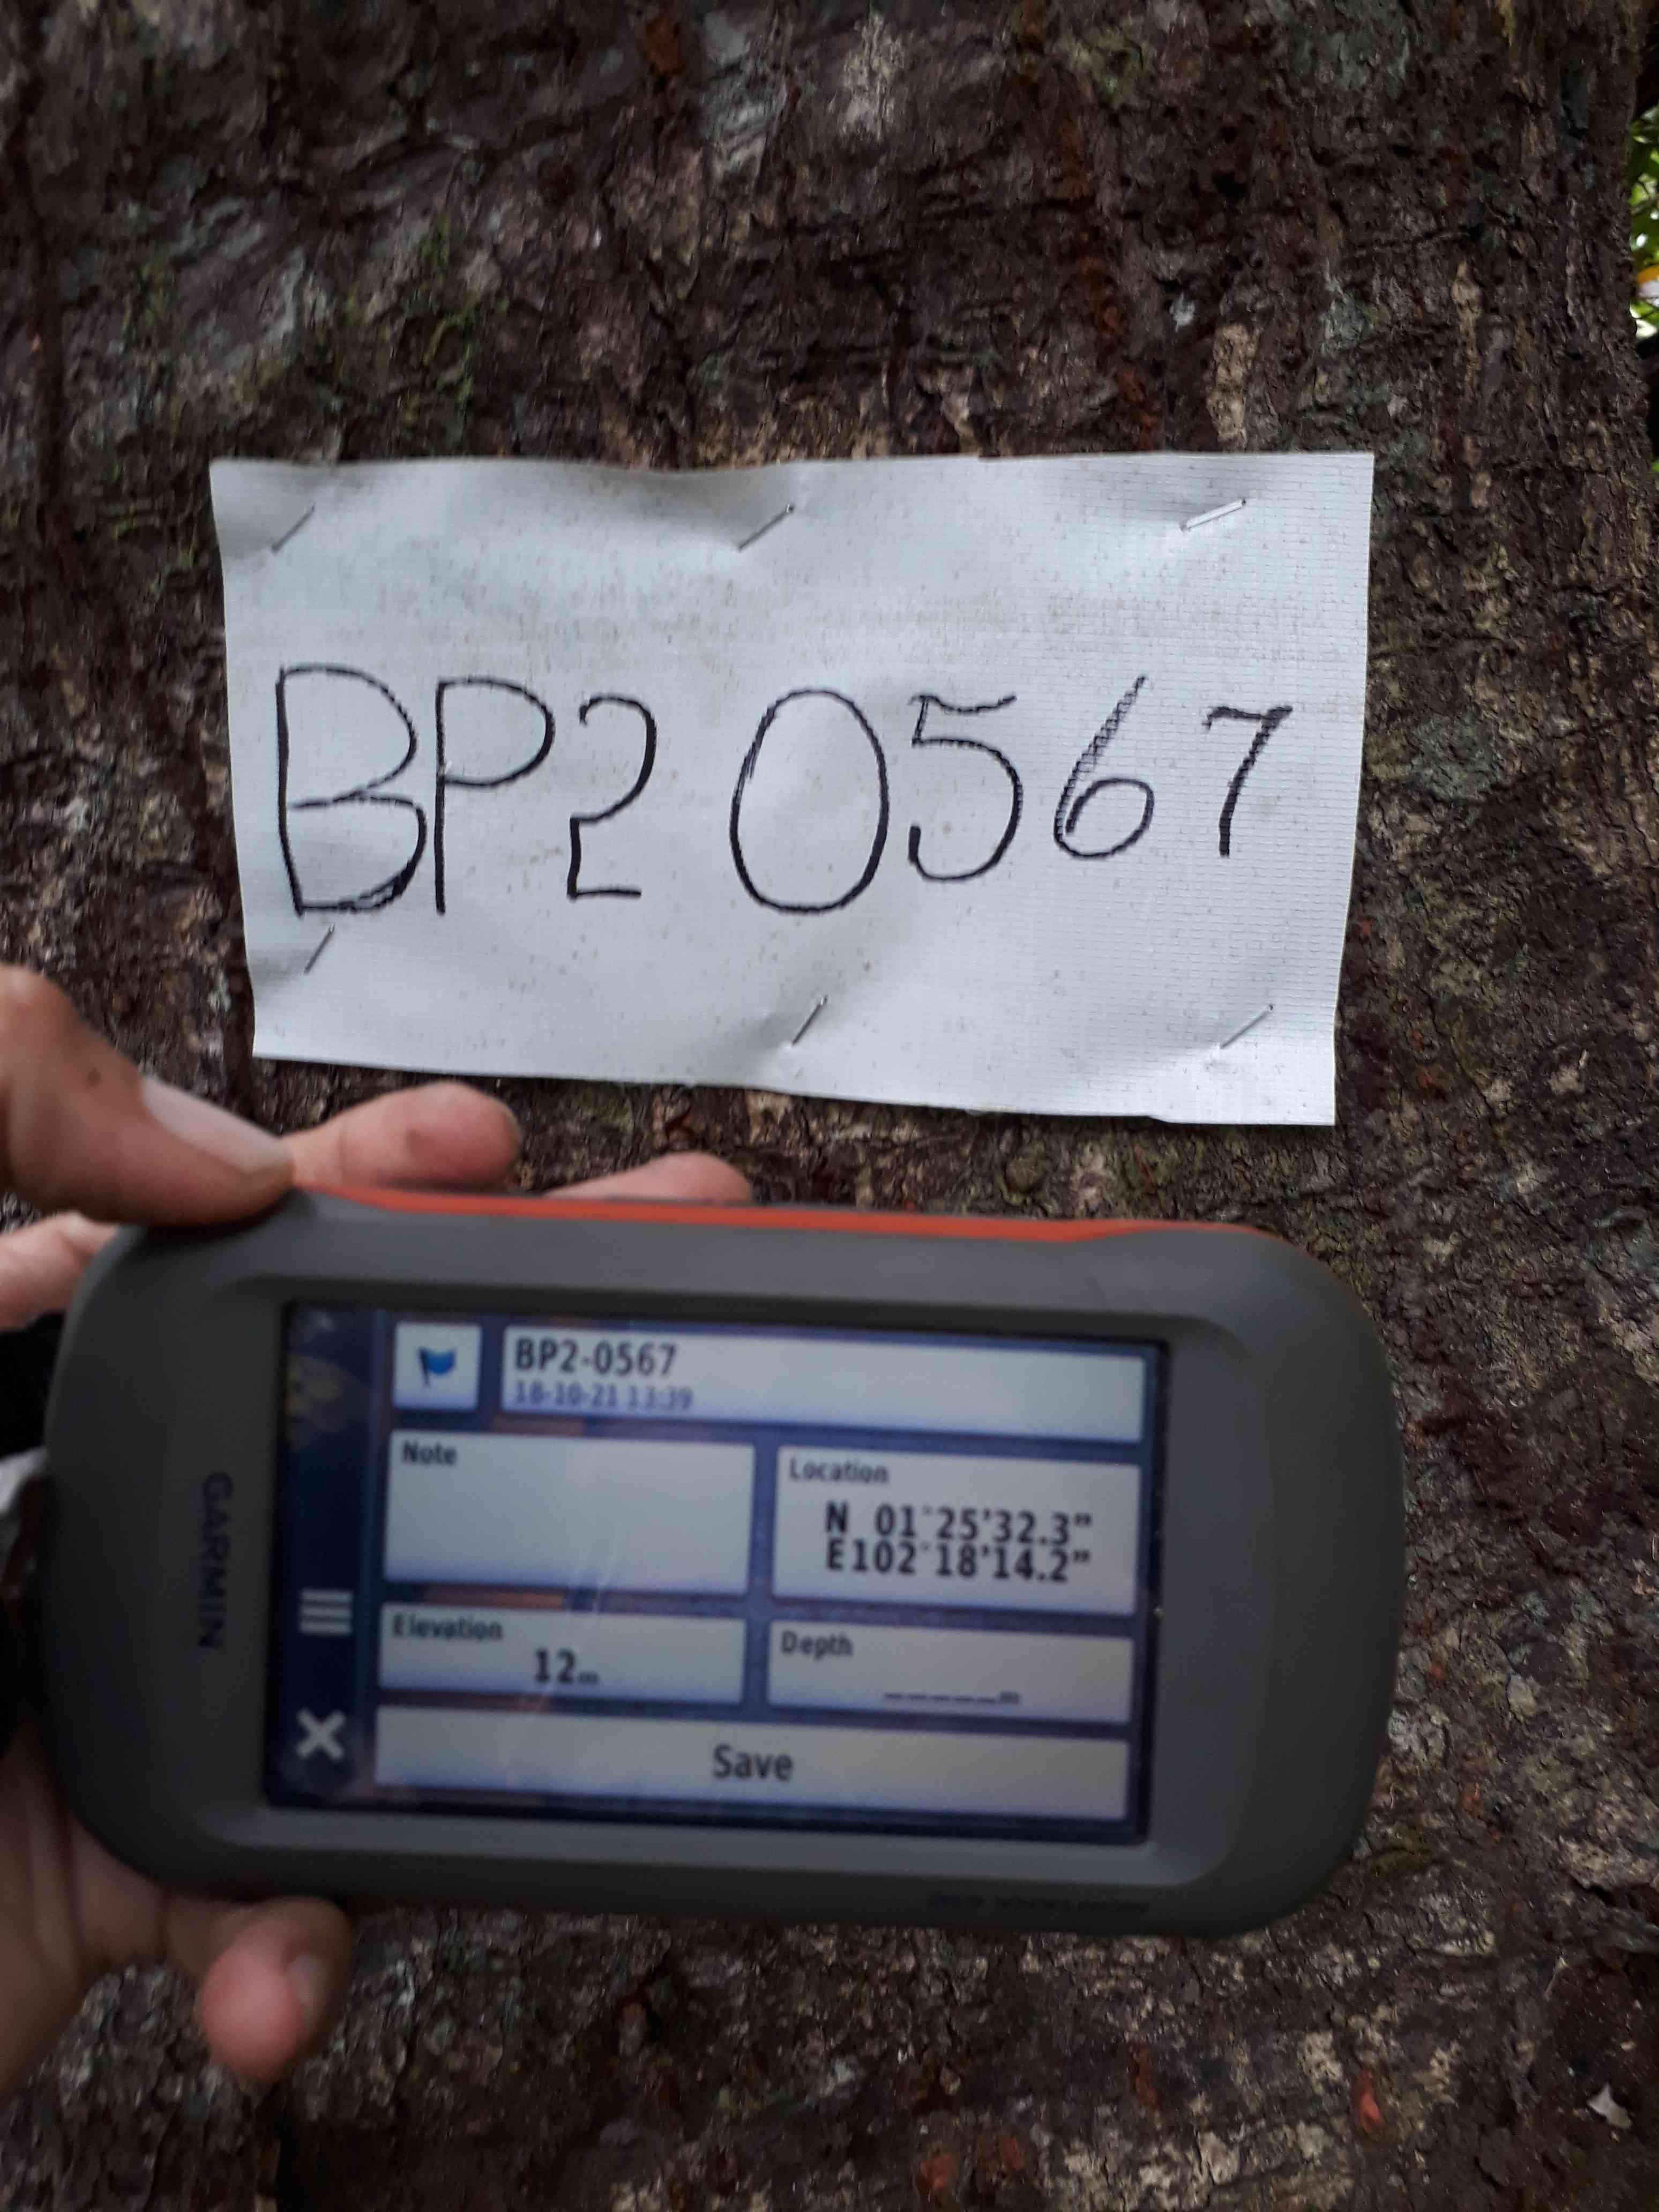 BP2 0567
BP2-0567
18-10-21 13:39
Note
Location
N 01°25'32.3"
E102°18'14.2"
Elevation
12m
Depth
_____m
Save
GARMIN